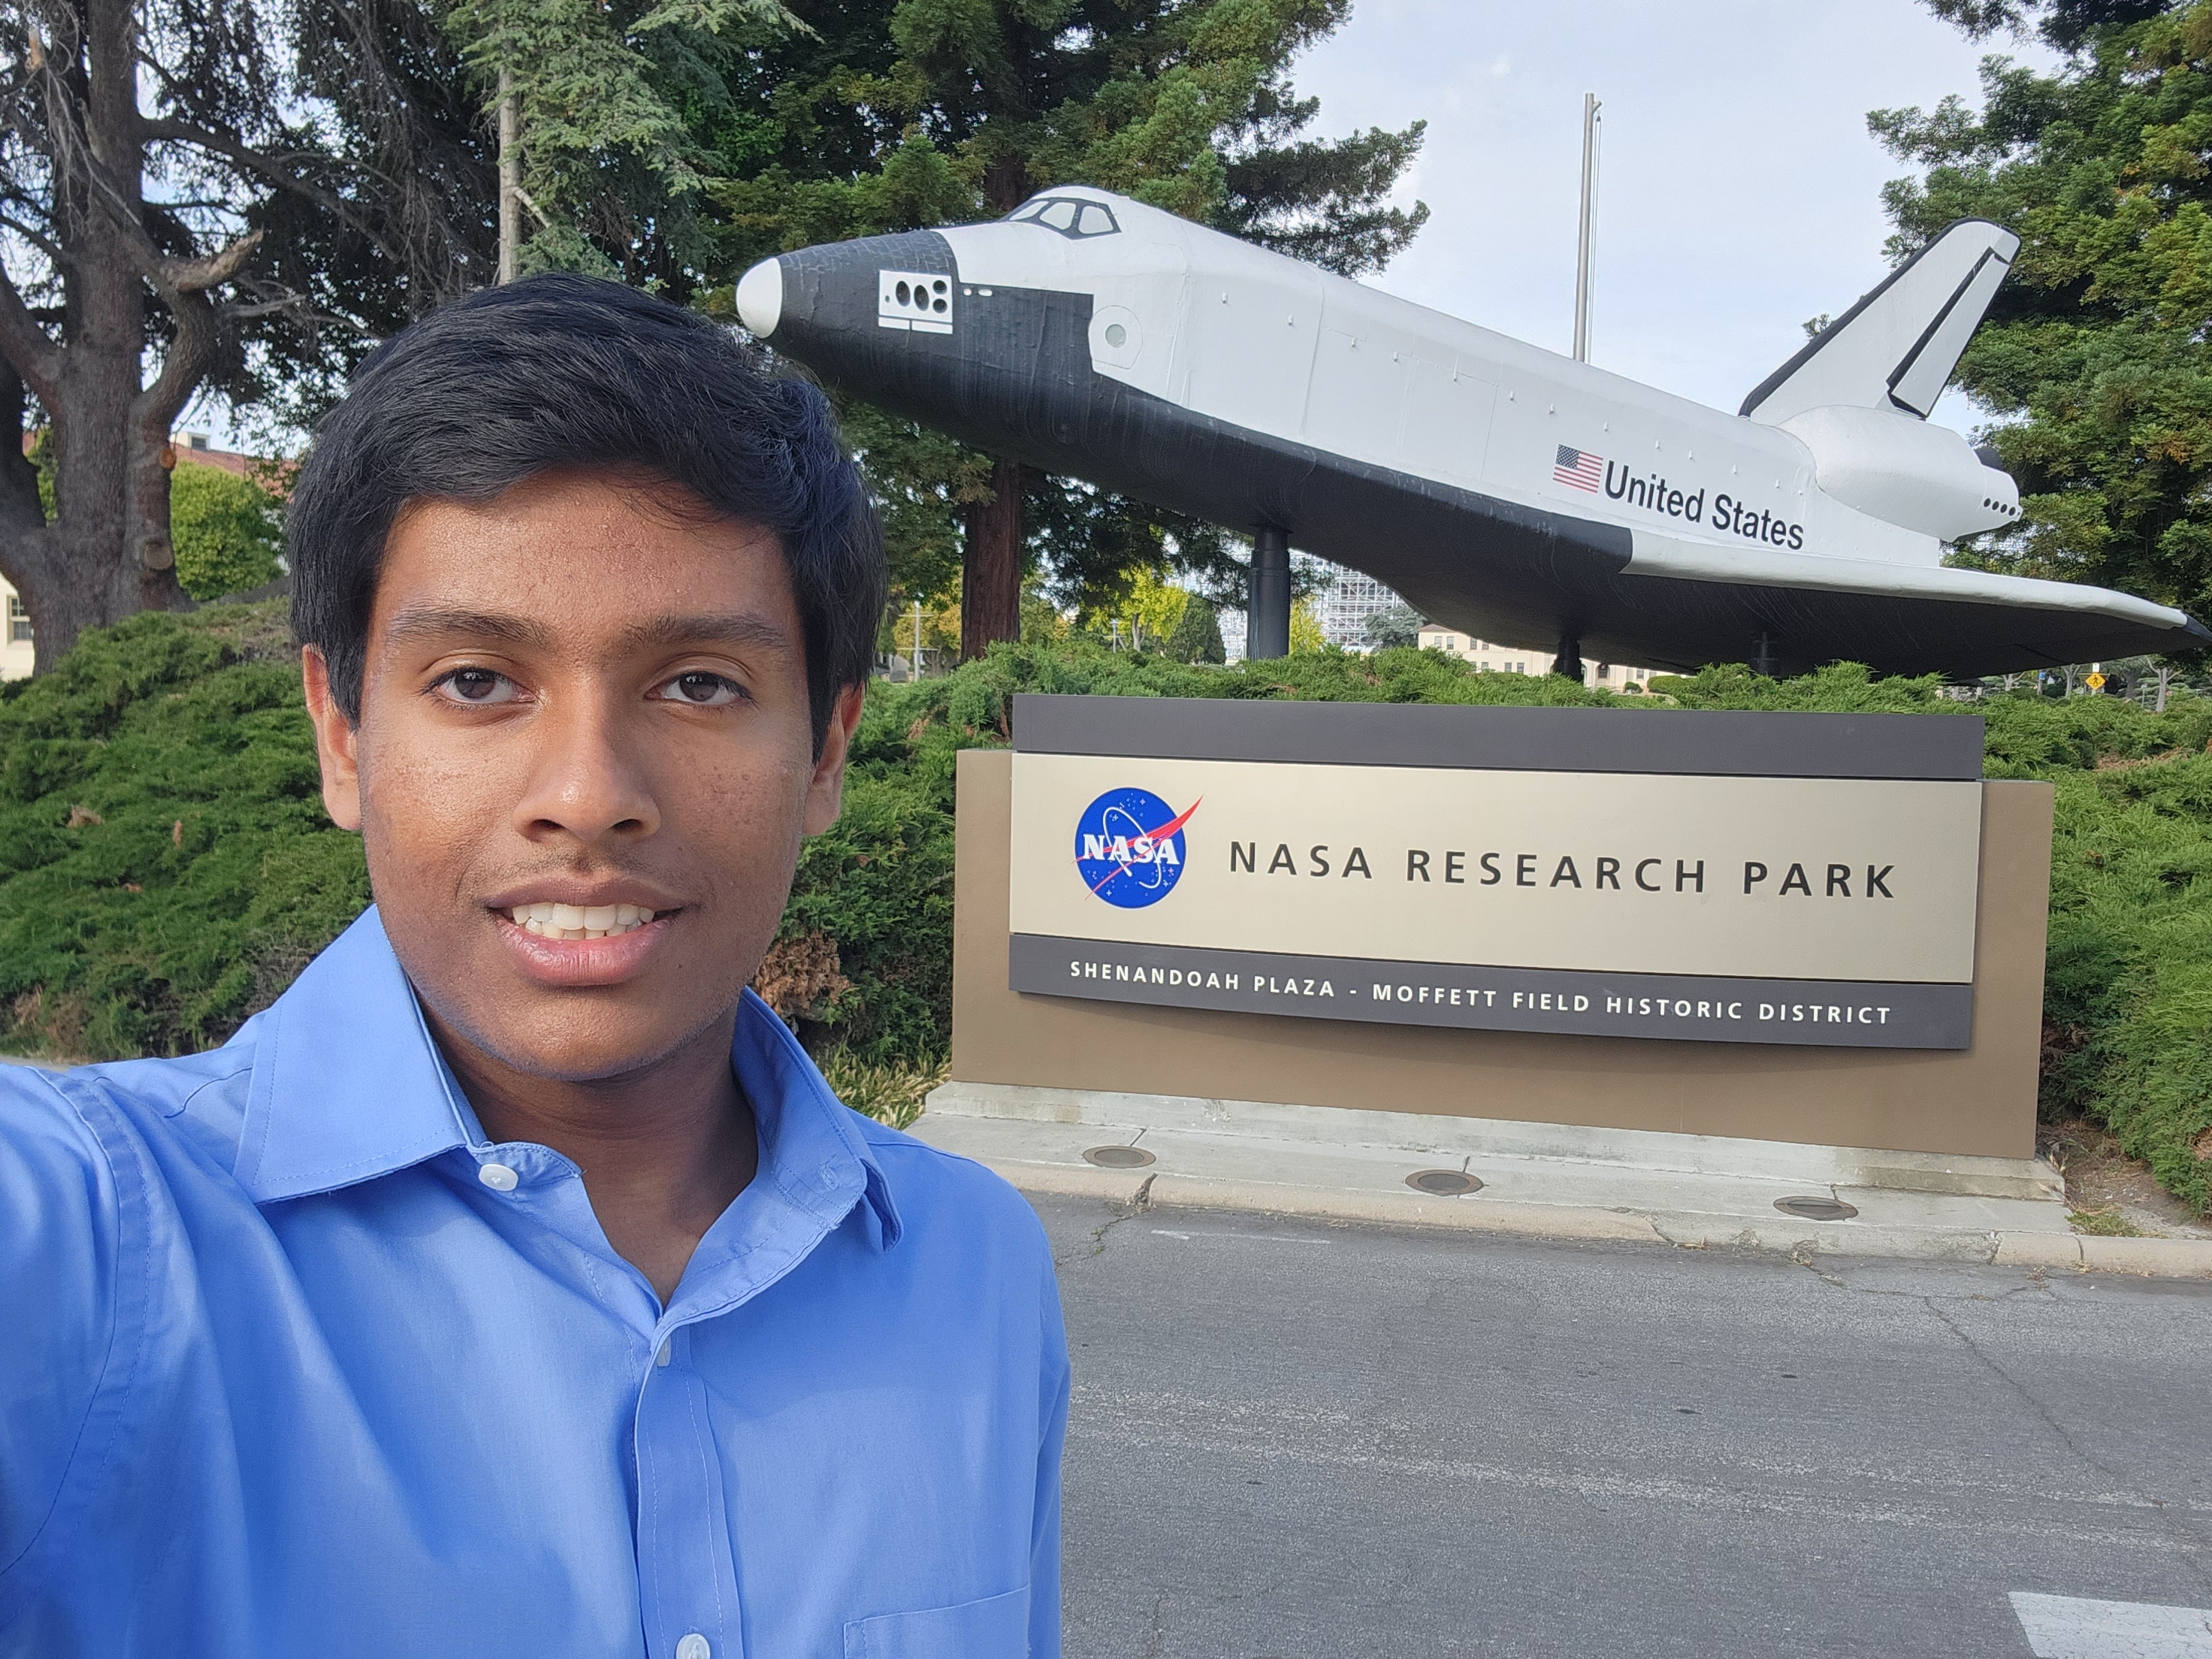 United States
NASA
NASA RESEARCH PARK
SHENANDOAH PLAZA - MOFFETT FIELD HISTORIC DISTRICT